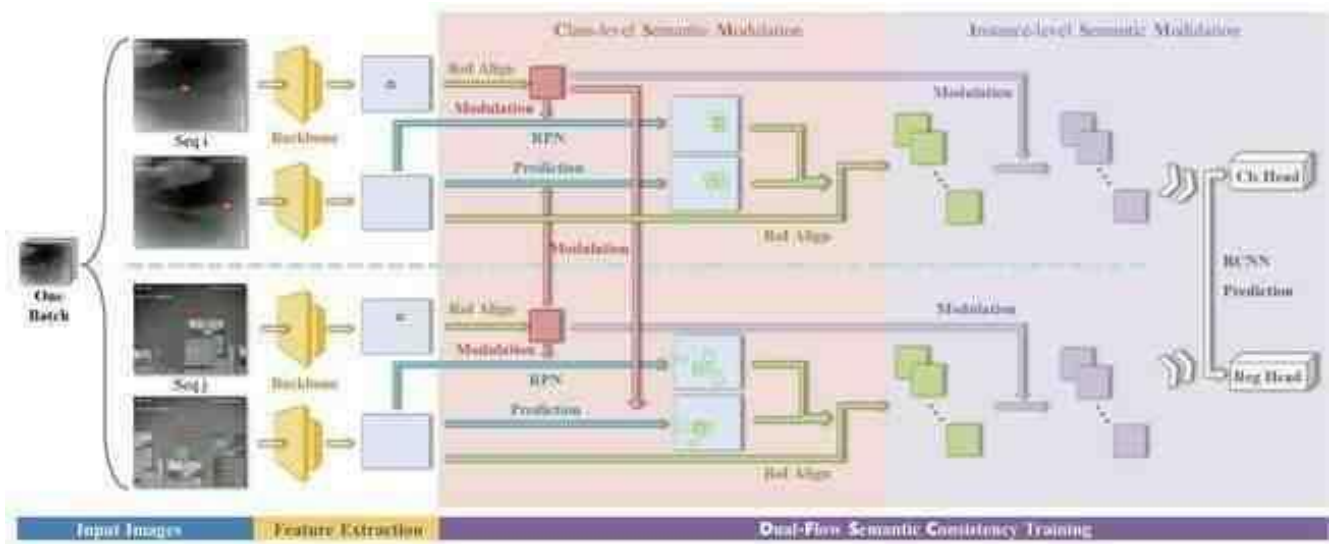 Class-level Semantic Modulation
Instance-level Semantic Modulation
RoI Align
Modulation
Modulation
Seq i
Backbone
RPN
Prediction
Cls Head
RoI Align
Modulation
RCNN
Prediction
One
Batch
RoI Align
Modulation
Modulation
Seq j
Backbone
RPN
Reg Head
Prediction
RoI Align
Input Images
Feature Extraction
Dual-Flow Semantic Consistency Training